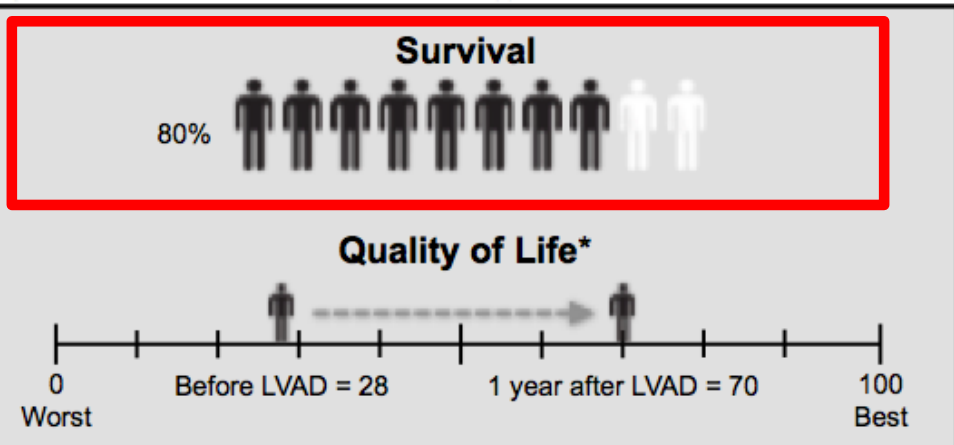 Survival
80%
Quality of Life*
0 Before LVAD = 28 1 year after LVAD = 70 100
Worst Best